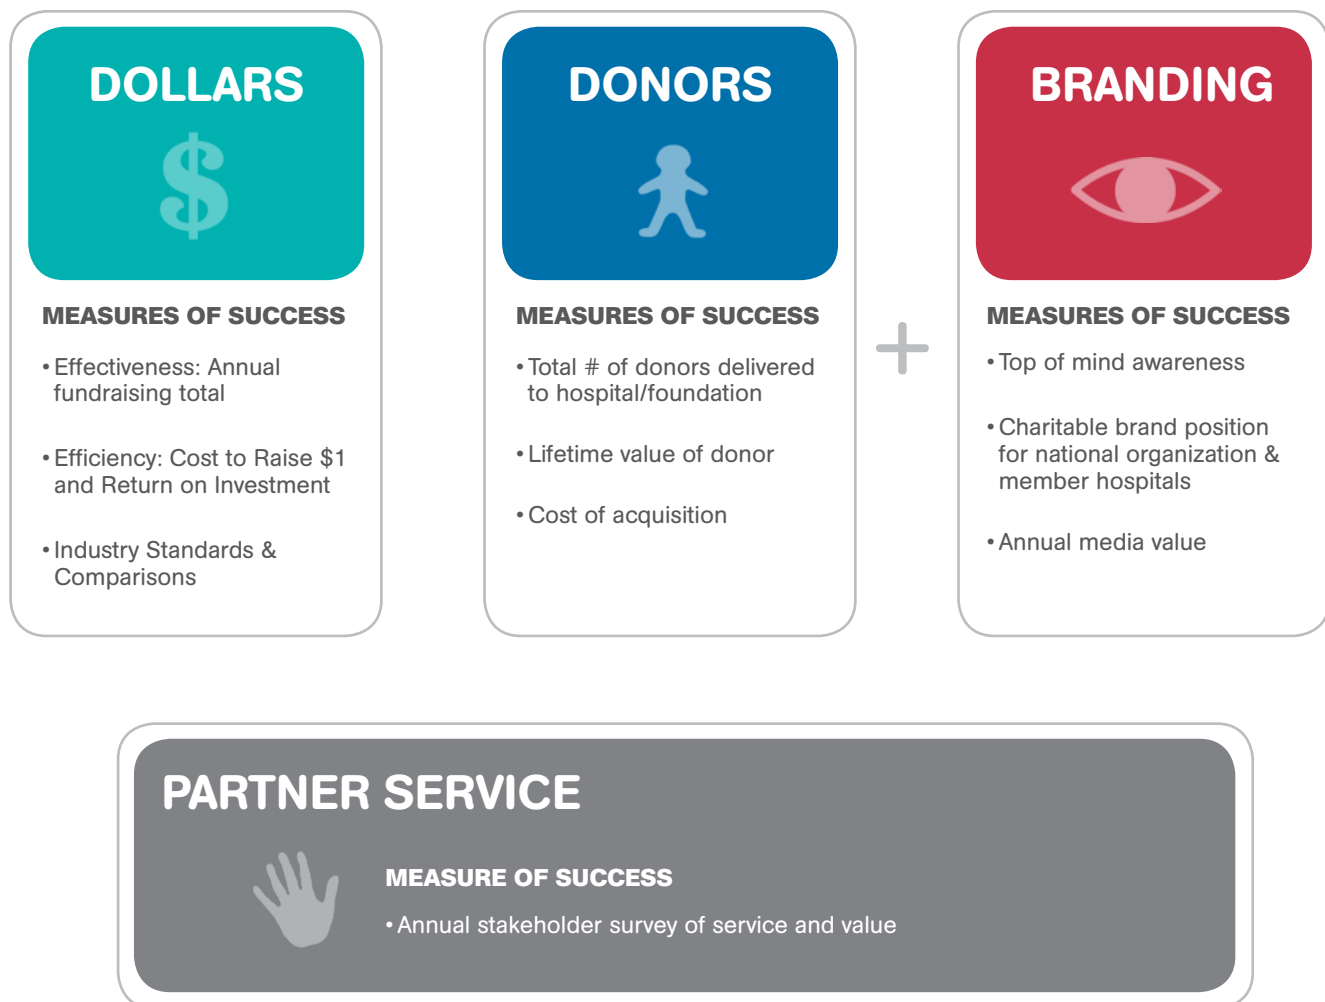 DOLLARS
$
MEASURES OF SUCCESS
• Effectiveness: Annual
fundraising total
• Efficiency: Cost to Raise $1
and Return on Investment
• Industry Standards &
Comparisons
DONORS
MEASURES OF SUCCESS
• Total # of donors delivered
to hospital/foundation
• Lifetime value of donor
• Cost of acquisition
+
BRANDING
MEASURES OF SUCCESS
• Top of mind awareness
• Charitable brand position
for national organization &
member hospitals
• Annual media value
PARTNER SERVICE
MEASURE OF SUCCESS
• Annual stakeholder survey of service and value